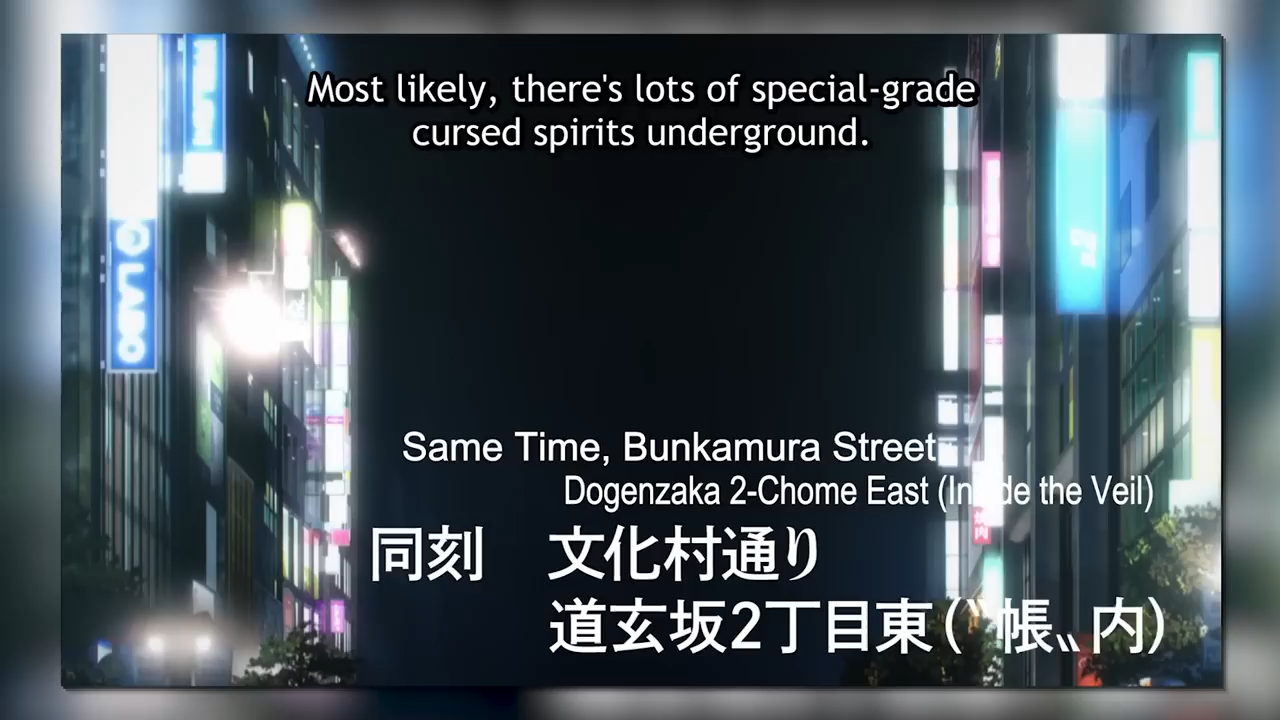 Most likely, there's lots of special-grade
cursed spirits underground.
LABO
Same Time, Bunkamura Street
Dogenzaka 2-Chome East (Inside the Veil)
同刻　文化村通り
道玄坂2丁目東(〝帳〟内)